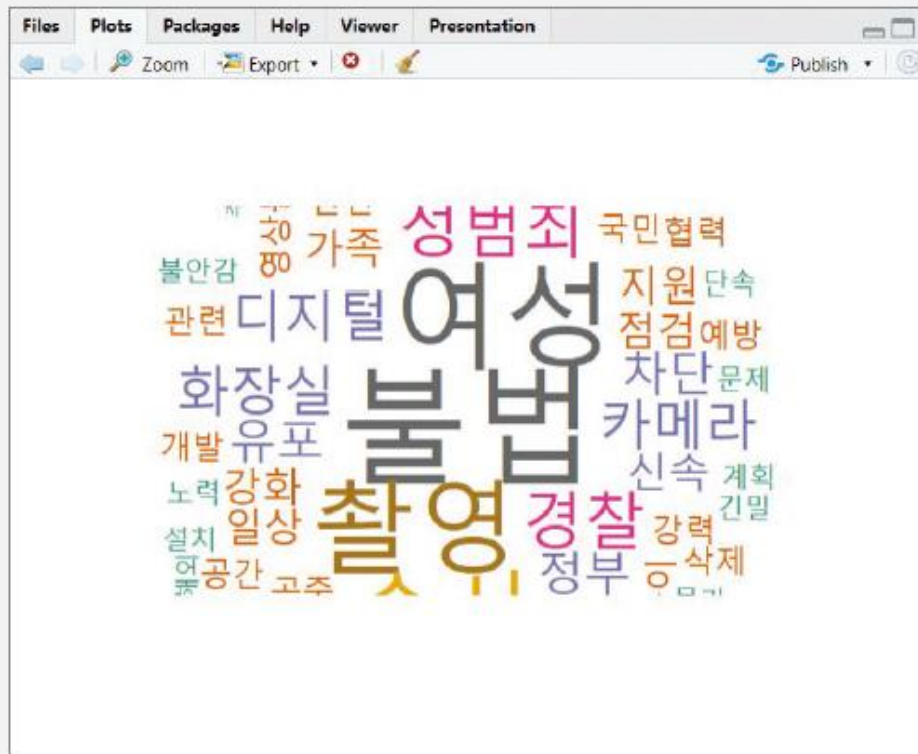 Files Plots Packages Help Viewer Presentation
Zoom Export Publish
성범죄 국민 협력
가족
불안감 지원 단속
관련 디지털 여성
점검 예방
화장실 불법 차단 문제
카메라
개발 유포 신속 계획
노력 강화 긴밀
일상 촬영 경찰 강력
설치
공간 정부 삭제